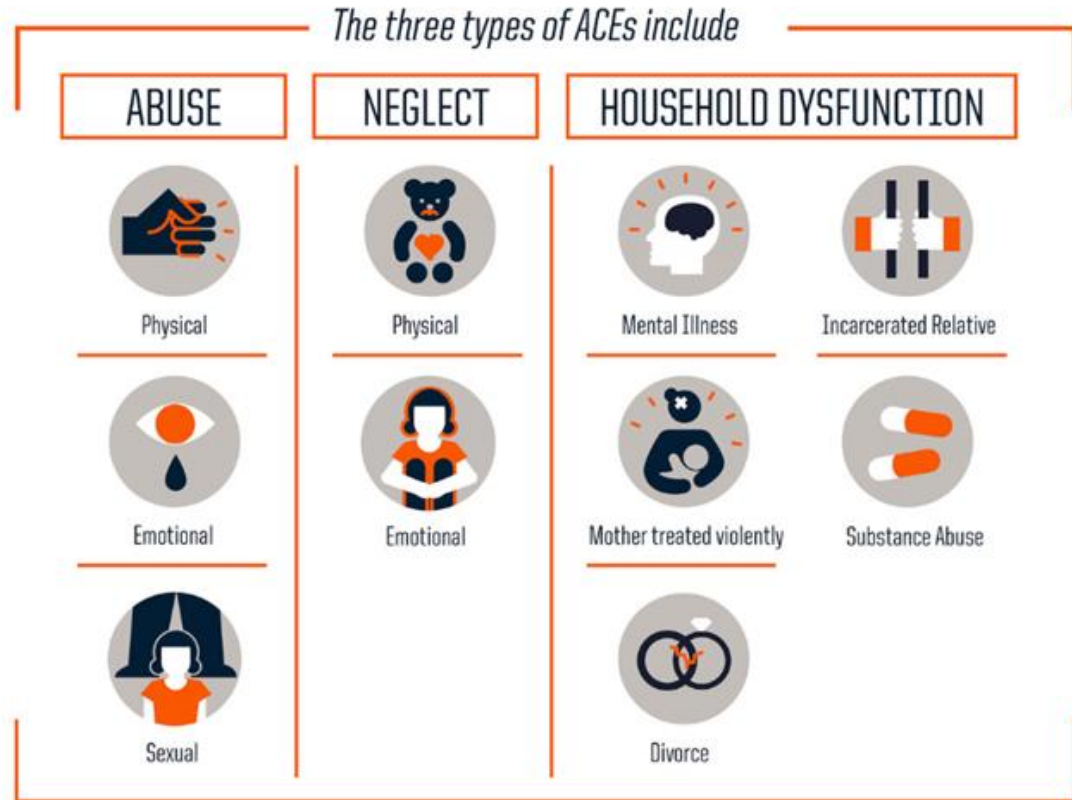 The three types of ACEs include
ABUSE
NEGLECT
HOUSEHOLD DYSFUNCTION
Physical
Physical
Mental Illness
Incarcerated Relative
Emotional
Emotional
Mother treated violently
Substance Abuse
Sexual
Divorce